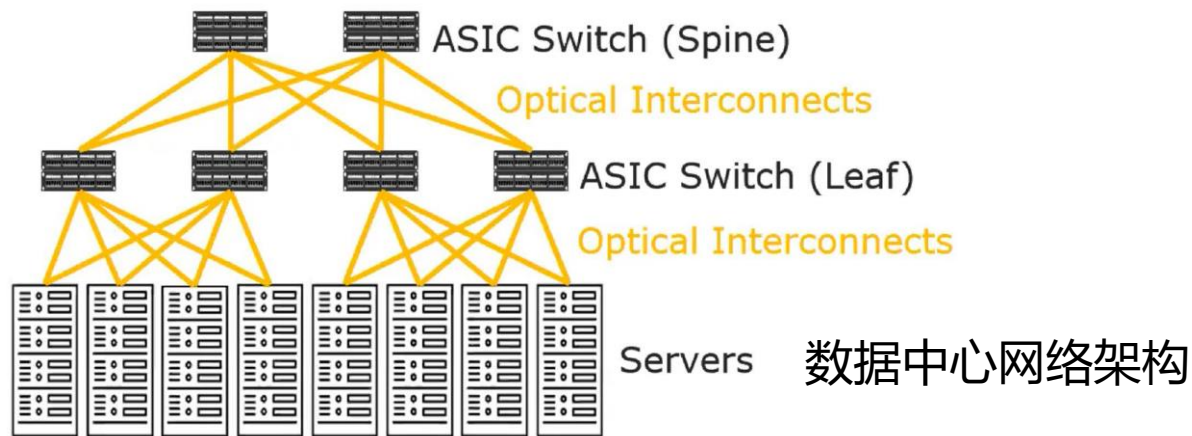 ASIC Switch (Spine)
Optical Interconnects
ASIC Switch (Leaf)
Optical Interconnects
Servers
数据中心网络架构